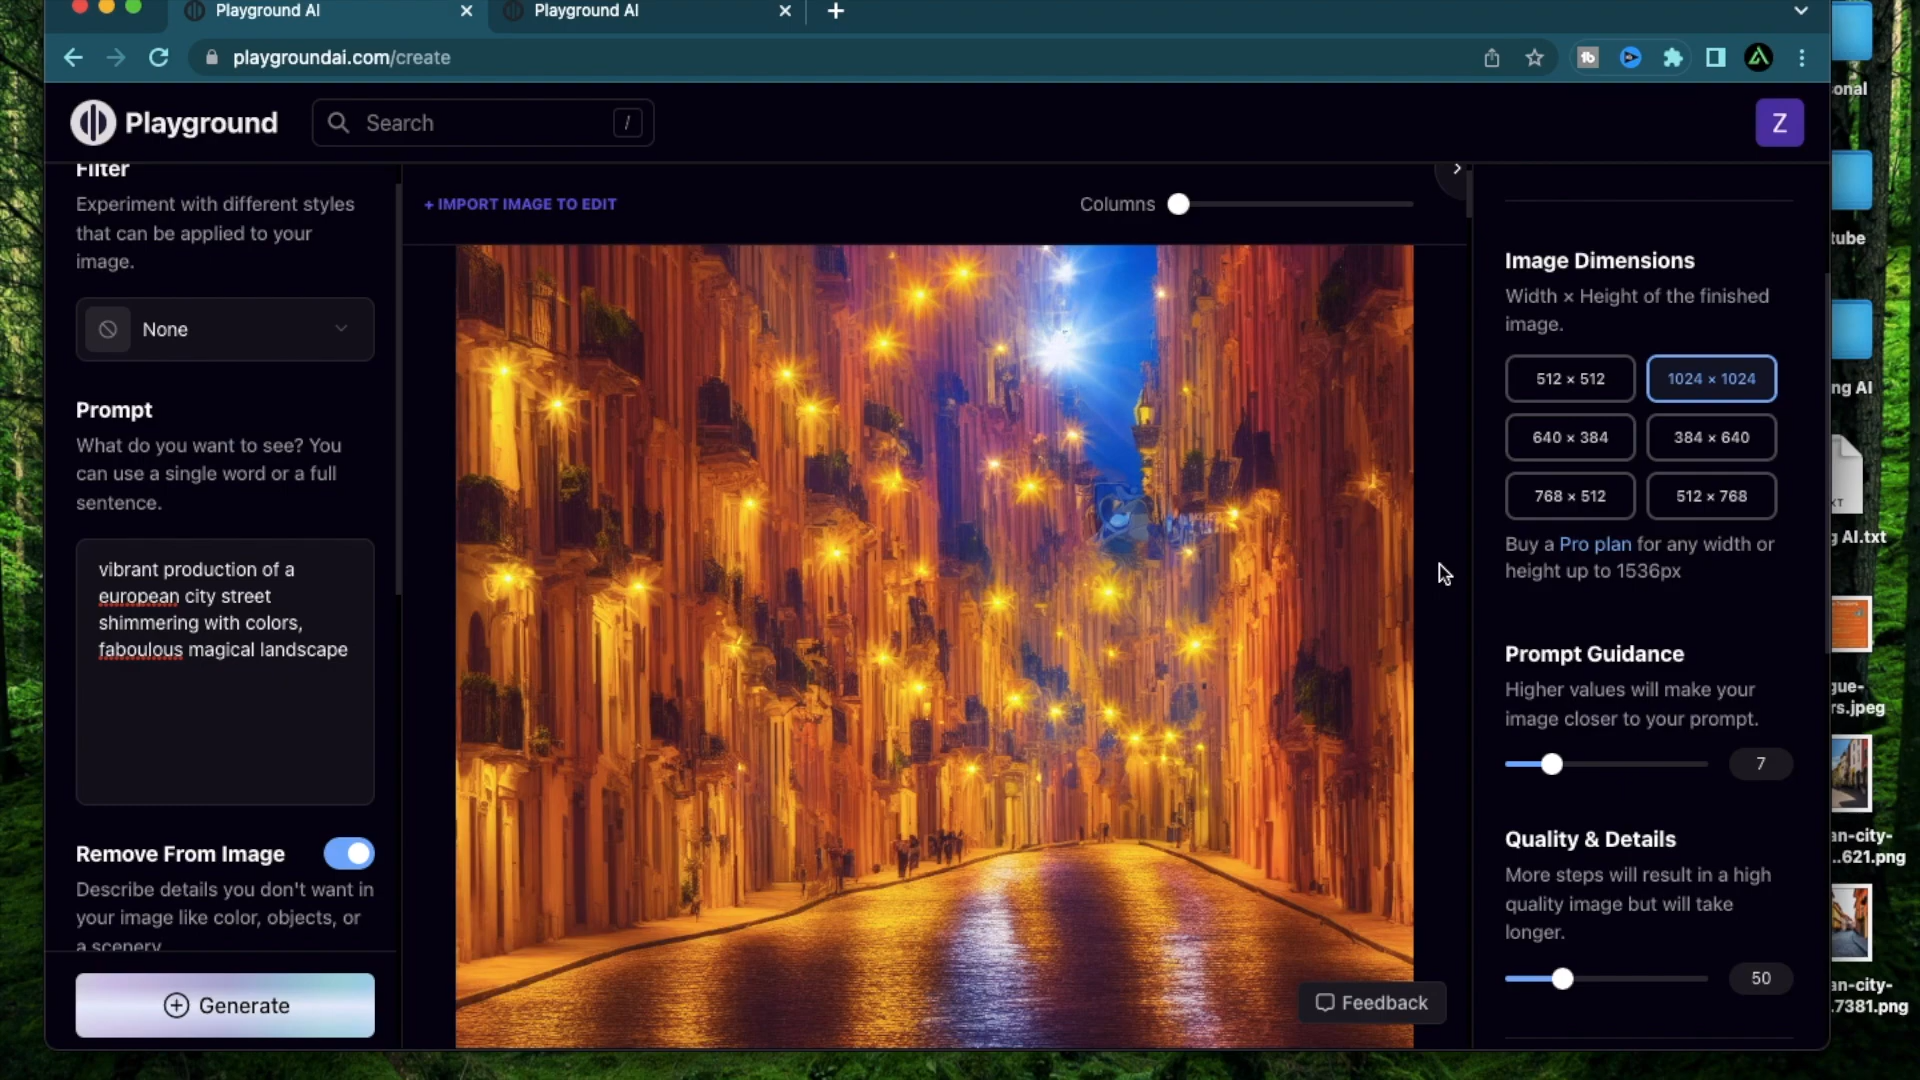 Playground AI
Playground AI
playgroundai.com/create
Playground
Search
/
Z
Filter
Experiment with different styles
that can be applied to your
image.
None
Prompt
What do you want to see? You
can use a single word or a full
sentence.
vibrant production of a
european city street
shimmering with colors,
faboulous magical landscape
Remove From Image
Describe details you don't want in
your image like color, objects, or
a scenery
Generate
+ IMPORT IMAGE TO EDIT
Columns
Feedback
Image Dimensions
Width × Height of the finished
image.
512 × 512
1024 × 1024
640 × 384
384 × 640
768 × 512
512 × 768
Buy a Pro plan for any width or
height up to 1536px
Prompt Guidance
Higher values will make your
image closer to your prompt.
7
Quality & Details
More steps will result in a high
quality image but will take
longer.
50
onal
tube
ng AI
g AI.txt
gue-
rs.jpeg
an-city-
...621.png
an-city-
.7381.png